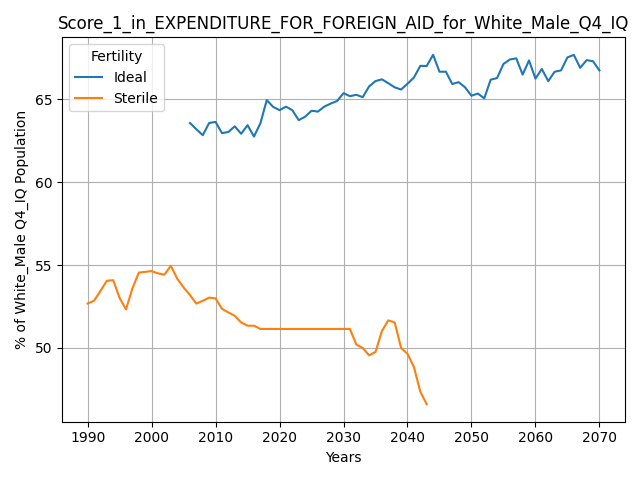 Score_1_in_EXPENDITURE_FOR_FOREIGN_AID_for_White_Male_Q4_IQ
Fertility
Ideal
Sterile
% of White_Male Q4_IQ Population
65
60
55
50
1990 2000 2010 2020 2030 2040 2050 2060 2070
Years